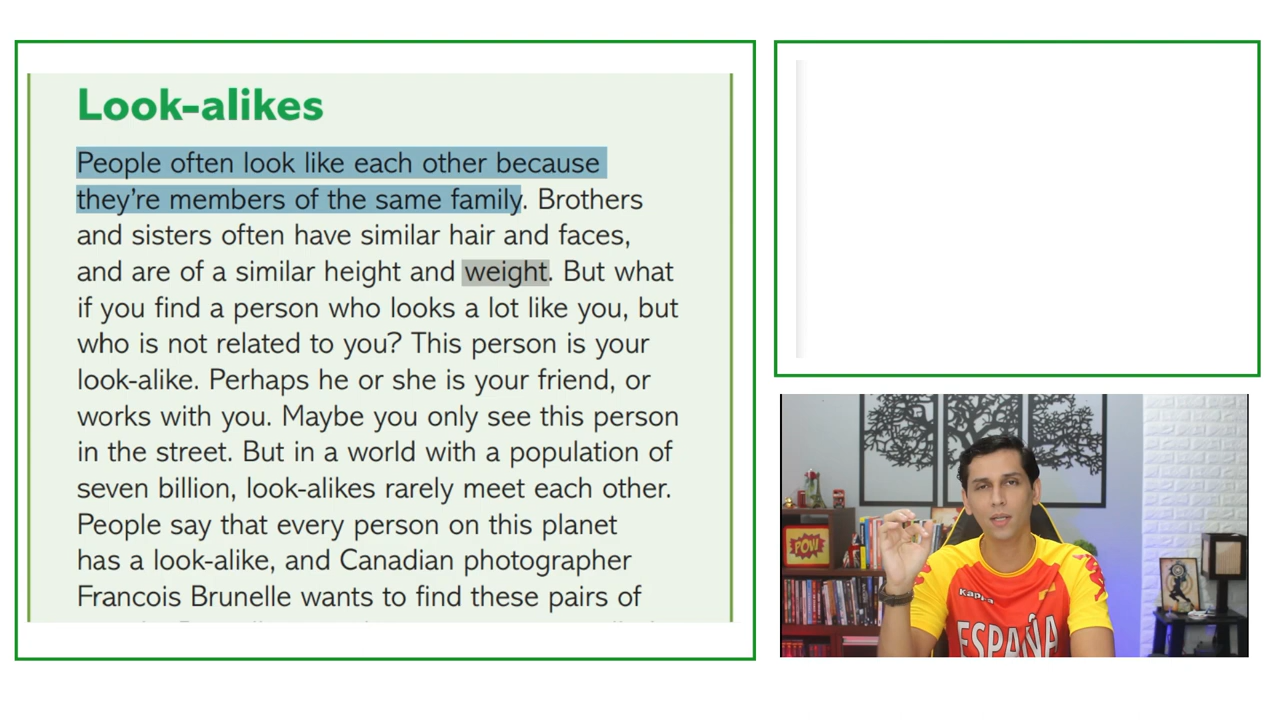 Look-alikes
People often look like each other because
they're members of the same family. Brothers
and sisters often have similar hair and faces,
and are of a similar height and weight. But what
if you find a person who looks a lot like you, but
who is not related to you? This person is your
look-alike. Perhaps he or she is your friend, or
works with you. Maybe you only see this person
in the street. But in a world with a population of
seven billion, look-alikes rarely meet each other.
People say that every person on this planet
has a look-alike, and Canadian photographer
Francois Brunelle wants to find these pairs of
POW!
Kappa
ESPAÑA